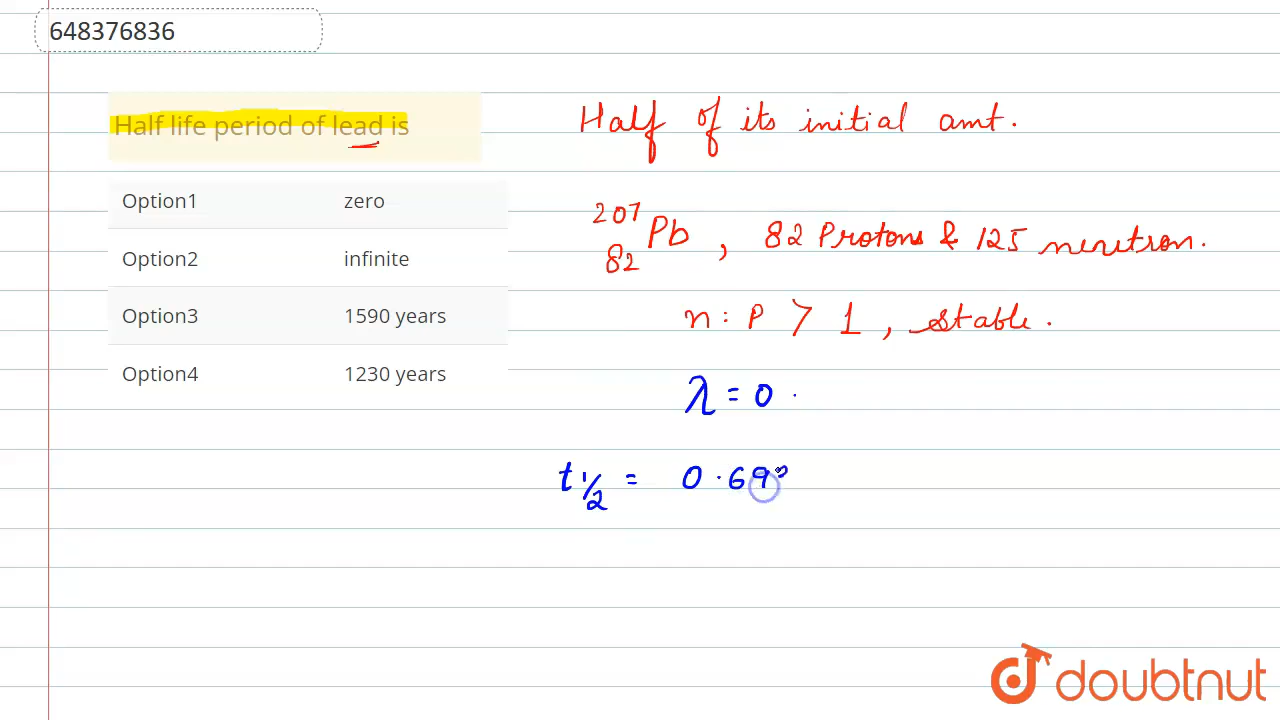 648376836
Half life period of lead is
Option1 zero
Option2 infinite
Option3 1590 years
Option4 1230 years
Half of its initial amt.
207
82 Pb , 82 Protons & 125 neutron.
n : P > 1 , stable .
λ = 0 .
t 1/2 = 0.693
doubtnut